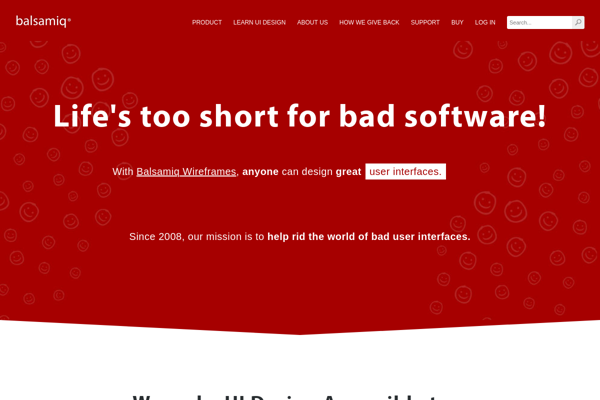 balsamiq®
PRODUCT LEARN UI DESIGN ABOUT US HOW WE GIVE BACK SUPPORT BUY LOG IN
Search...
Life's too short for bad software!
With Balsamiq Wireframes, anyone can design great user interfaces.
Since 2008, our mission is to help rid the world of bad user interfaces.